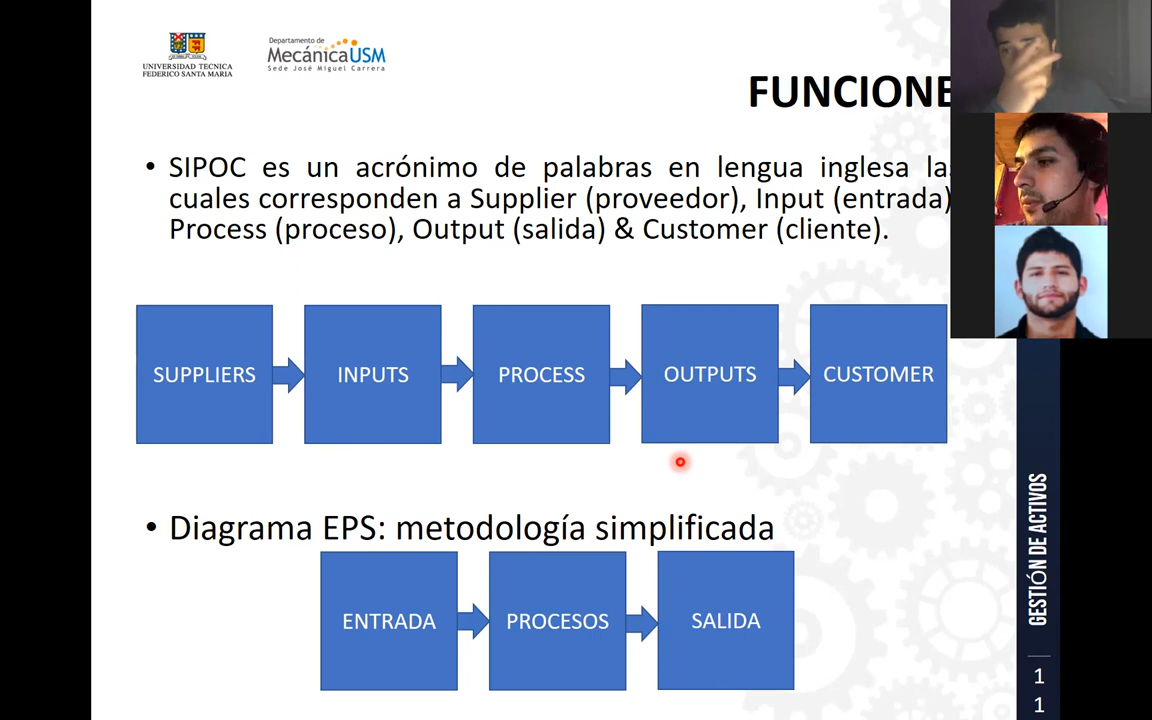 UNIVERSIDAD TECNICA
FEDERICO SANTA MARIA
Departamento de
MecánicaUSM
Sede José Miguel Carrera
FUNCIONE
• SIPOC es un acrónimo de palabras en lengua inglesa la
cuales corresponden a Supplier (proveedor), Input (entrada)
Process (proceso), Output (salida) & Customer (cliente).
SUPPLIERS
INPUTS
PROCESS
OUTPUTS
CUSTOMER
• Diagrama EPS: metodología simplificada
ENTRADA
PROCESOS
SALIDA
GESTIÓN DE ACTIVOS
1
1